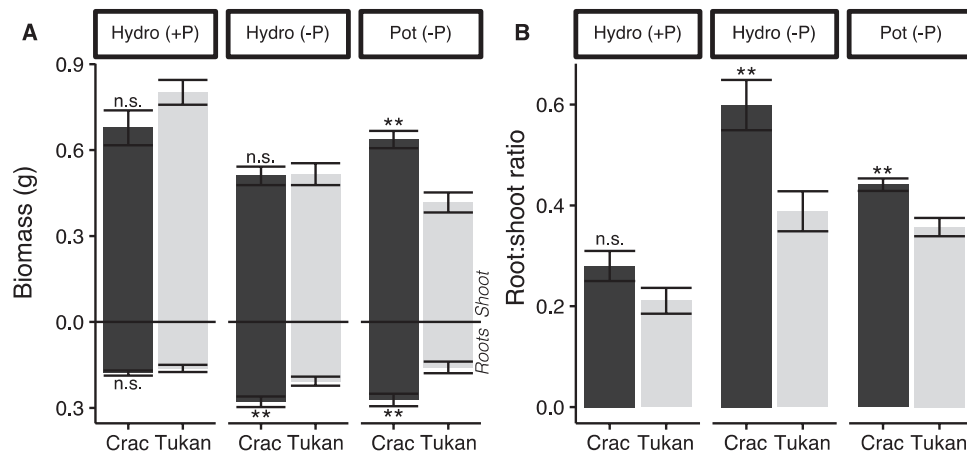 A
Hydro (+P)
Hydro (-P)
Pot (-P)
Biomass (g)
0.9
0.6
0.3
0.0
0.3
n.s.
n.s.
**
n.s.
**
**
Roots Shoot
Crac Tukan
Crac Tukan
Crac Tukan
B
Hydro (+P)
Hydro (-P)
Pot (-P)
Root:shoot ratio
0.6
0.4
0.2
0.0
n.s.
**
**
Crac Tukan
Crac Tukan
Crac Tukan